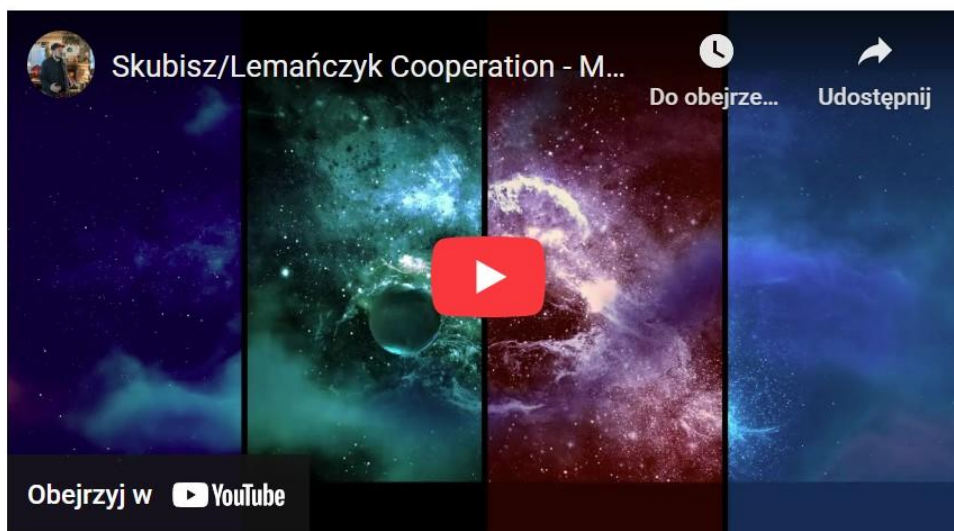 Skubisz/Lemańczyk Cooperation - M...
Do obejrze...
Udostępnij
Obejrzyj w YouTube